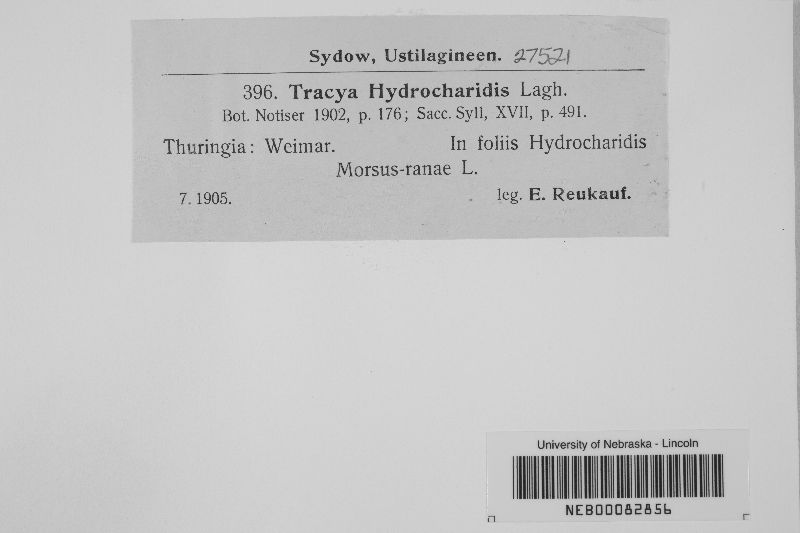 Sydow, Ustilagineen. 27521
396. Tracya Hydrocharidis Lagh.
Bot. Notiser 1902, p. 176; Sacc. Syll, XVII, p. 491.
Thuringia: Weimar. In foliis Hydrocharidis
Morsus-ranae L.
7. 1905. leg. E. Reukauf.
University of Nebraska - Lincoln
NEB00082856